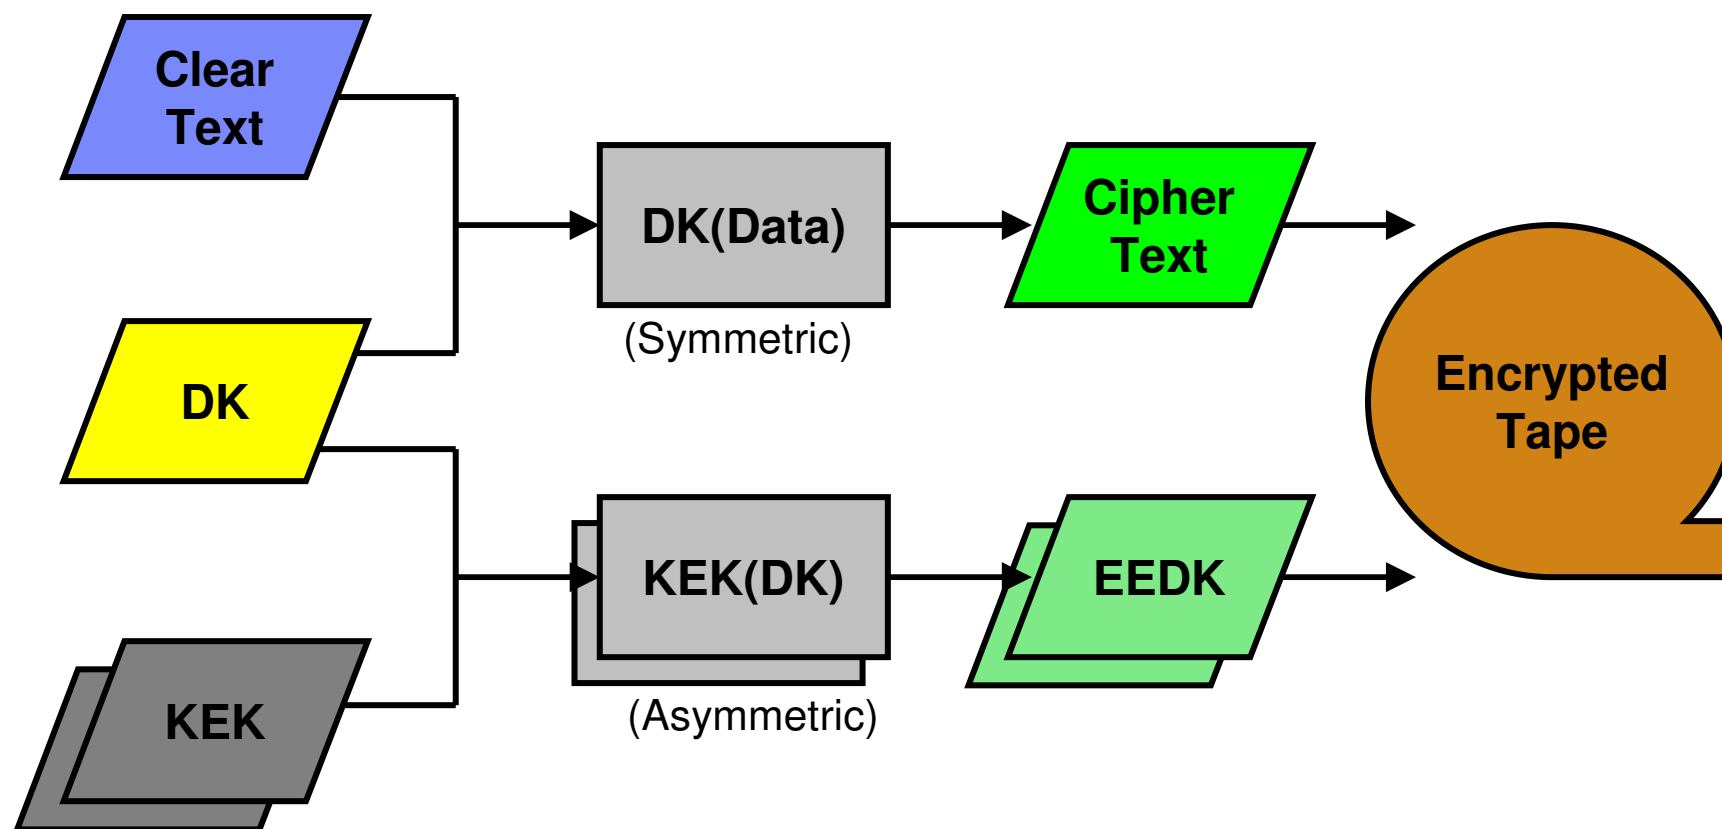 Clear
Text
DK(Data)
(Symmetric)
Cipher
Text
DK
Encrypted
Tape
KEK(DK)
(Asymmetric)
EEDK
KEK